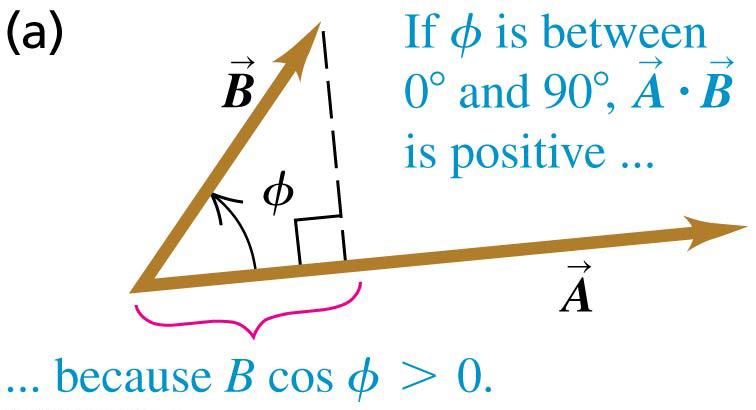 (a)
If ϕ is between
0° and 90°, A⃗ · B⃗
is positive ...
B⃗
ϕ
A⃗
... because B cos ϕ > 0.